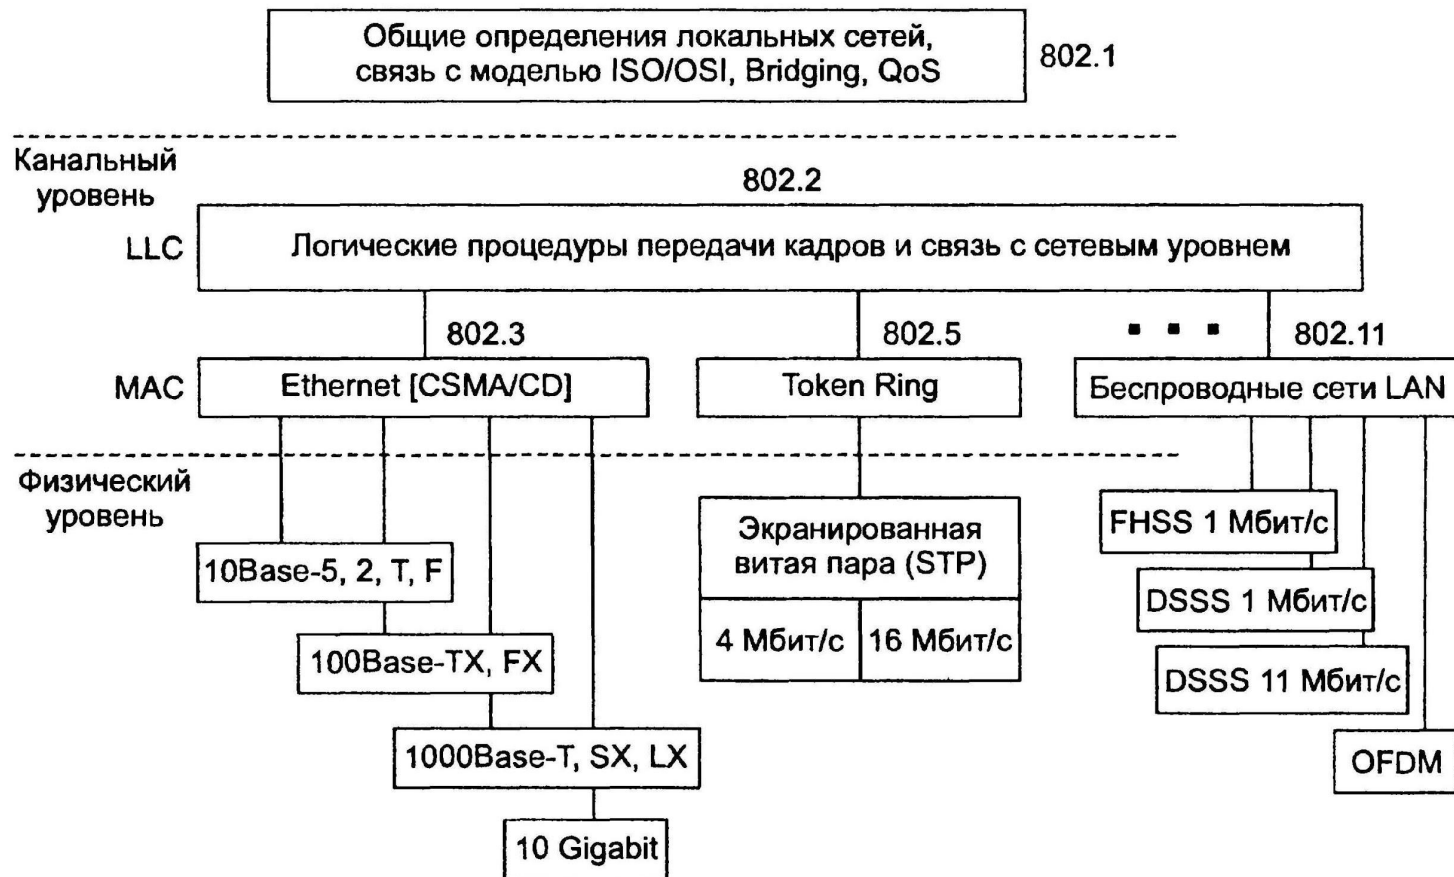 Общие определения локальных сетей,
связь с моделью ISO/OSI, Bridging, QoS
802.1
Канальный
уровень
802.2
LLC
Логические процедуры передачи кадров и связь с сетевым уровнем
802.3
802.5
802.11
MAC
Ethernet [CSMA/CD]
Token Ring
Беспроводные сети LAN
Физический
уровень
10Base-5, 2, T, F
100Base-TX, FX
1000Base-T, SX, LX
10 Gigabit
Экранированная
витая пара (STP)
4 Мбит/с
16 Мбит/с
FHSS 1 Мбит/с
DSSS 1 Мбит/с
DSSS 11 Мбит/с
OFDM